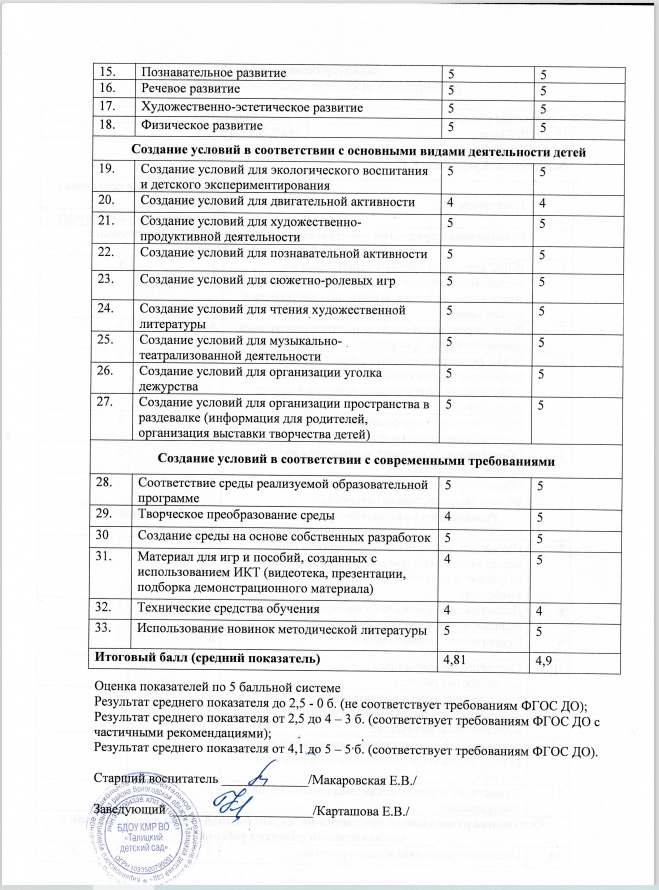 15. Познавательное развитие 5 5
16. Речевое развитие 5 5
17. Художественно-эстетическое развитие 5 5
18. Физическое развитие 5 5
Создание условий в соответствии с основными видами деятельности детей
19. Создание условий для экологического воспитания 5 5
и детского экспериментирования
20. Создание условий для двигательной активности 4 4
21. Создание условий для художественно- 5 5
продуктивной деятельности
22. Создание условий для познавательной активности 5 5
23. Создание условий для сюжетно-ролевых игр 5 5
24. Создание условий для чтения художественной 5 5
литературы
25. Создание условий для музыкально- 5 5
театрализованной деятельности
26. Создание условий для организации уголка 5 5
дежурства
27. Создание условий для организации пространства в 5 5
раздевалке (информация для родителей,
организация выставки творчества детей)
Создание условий в соответствии с современными требованиями
28. Соответствие среды реализуемой образовательной 5 5
программе
29. Творческое преобразование среды 4 5
30 Создание среды на основе собственных разработок 5 5
31. Материал для игр и пособий, созданных с 4 5
использованием ИКТ (видеотека, презентации,
подборка демонстрационного материала)
32. Технические средства обучения 4 4
33. Использование новинок методической литературы 5 5
Итоговый балл (средний показатель) 4,81 4,9
Оценка показателей по 5 балльной системе
Результат среднего показателя до 2,5 - 0 б. (не соответствует требованиям ФГОС ДО);
Результат среднего показателя от 2,5 до 4 – 3 б. (соответствует требованиям ФГОС ДО с
частичными рекомендациями);
Результат среднего показателя от 4,1 до 5 – 5 б. (соответствует требованиям ФГОС ДО).
Старший воспитатель ____________/Макаровская Е.В./
Заведующий ____________/Карташова Е.В./
БДОУ КМР ВО
«Талицкий
детский сад»